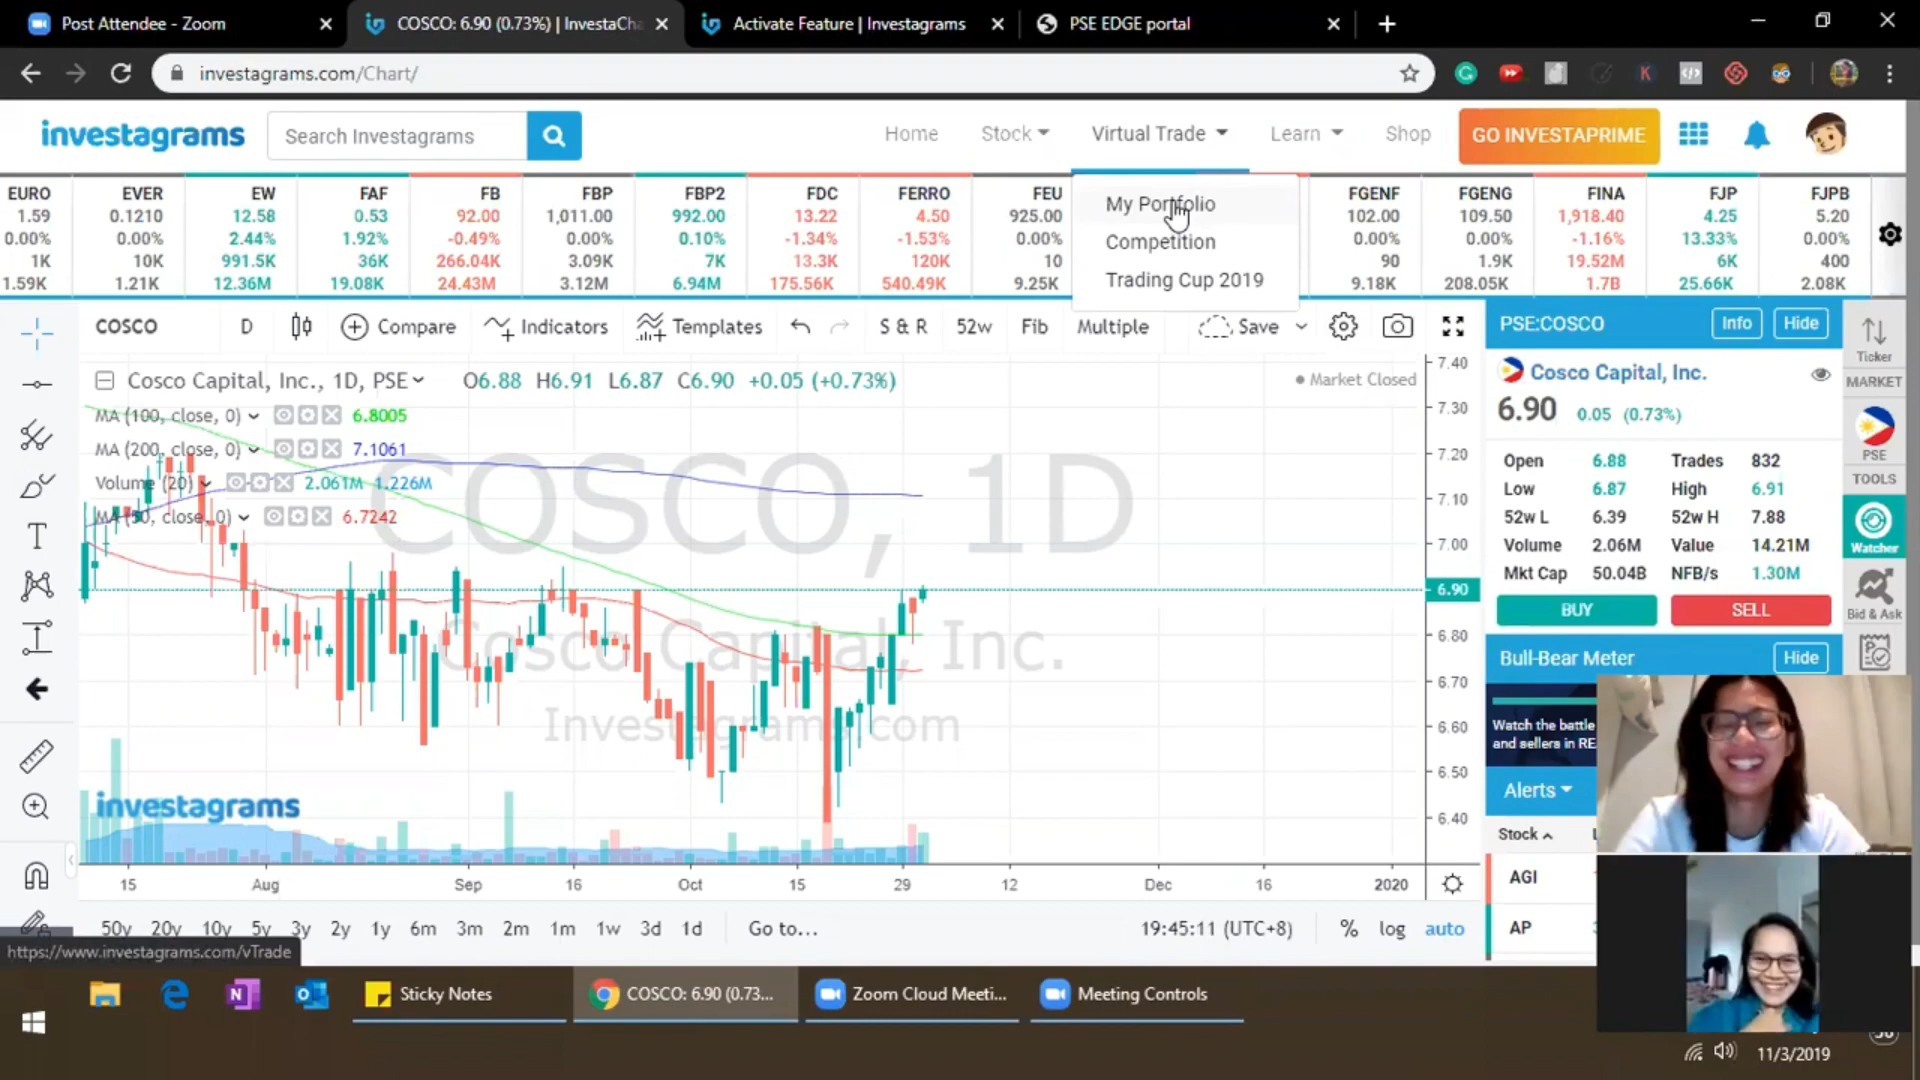 Post Attendee - Zoom
COSCO: 6.90 (0.73%) | InvestaCha
Activate Feature | Investagrams
PSE EDGE portal
investagrams.com/Chart/
investagrams
Search Investagrams
Home
Stock
Virtual Trade
Learn
Shop
GO INVESTAPRIME
EURO EVER EW FAF FB FBP FBP2 FDC FERRO FEU FGENF FGENG FINA FJP FJPB
1.59 0.1210 12.58 0.53 92.00 1,011.00 992.00 13.22 4.50 925.00 102.00 109.50 1,918.40 4.25 5.20
0.00% 0.00% 2.44% 1.92% -0.49% 0.00% 0.10% -1.34% -1.53% 0.00% 0.00% 0.00% -1.16% 13.33% 0.00%
1K 10K 991.5K 36K 266.04K 3.09K 7K 13.3K 120K 10 90 1.9K 19.52M 6K 400
1.59K 1.21K 12.36M 19.08K 24.43M 3.12M 6.94M 175.56K 540.49K 9.25K 9.18K 208.05K 1.7B 25.66K 2.08K
My Portfolio
Competition
Trading Cup 2019
COSCO D Compare Indicators Templates S & R 52w Fib Multiple Save
Cosco Capital, Inc., 1D, PSE O6.88 H6.91 L6.87 C6.90 +0.05 (+0.73%)
Market Closed
MA (100, close, 0) 6.8005
MA (200, close, 0) 7.1061
Volume (20) 2.061M 1.226M
MA (50, close, 0) 6.7242
COSCO, 1D
Cosco Capital, Inc.
Investagrams.com
investagrams
7.40
7.30
7.20
7.10
7.00
6.90
6.80
6.70
6.60
6.50
6.40
15 Aug Sep 16 Oct 15 29 12 Dec 16 2020
50y 20y 10y 5y 3y 2y 1y 6m 3m 2m 1m 1w 3d 1d Go to...
19:45:11 (UTC+8) % log auto
https://www.investagrams.com/vTrade
PSE:COSCO Info Hide
Cosco Capital, Inc.
6.90 0.05 (0.73%)
Open 6.88 Trades 832
Low 6.87 High 6.91
52w L 6.39 52w H 7.88
Volume 2.06M Value 14.21M
Mkt Cap 50.04B NFB/s 1.30M
BUY SELL
Bull-Bear Meter Hide
Watch the battle
and sellers in RE
Alerts
Stock
AGI
AP
Ticker
MARKET
PSE
TOOLS
Watcher
Bid & Ask
Sticky Notes
COSCO: 6.90 (0.73...
Zoom Cloud Meeti...
Meeting Controls
11/3/2019